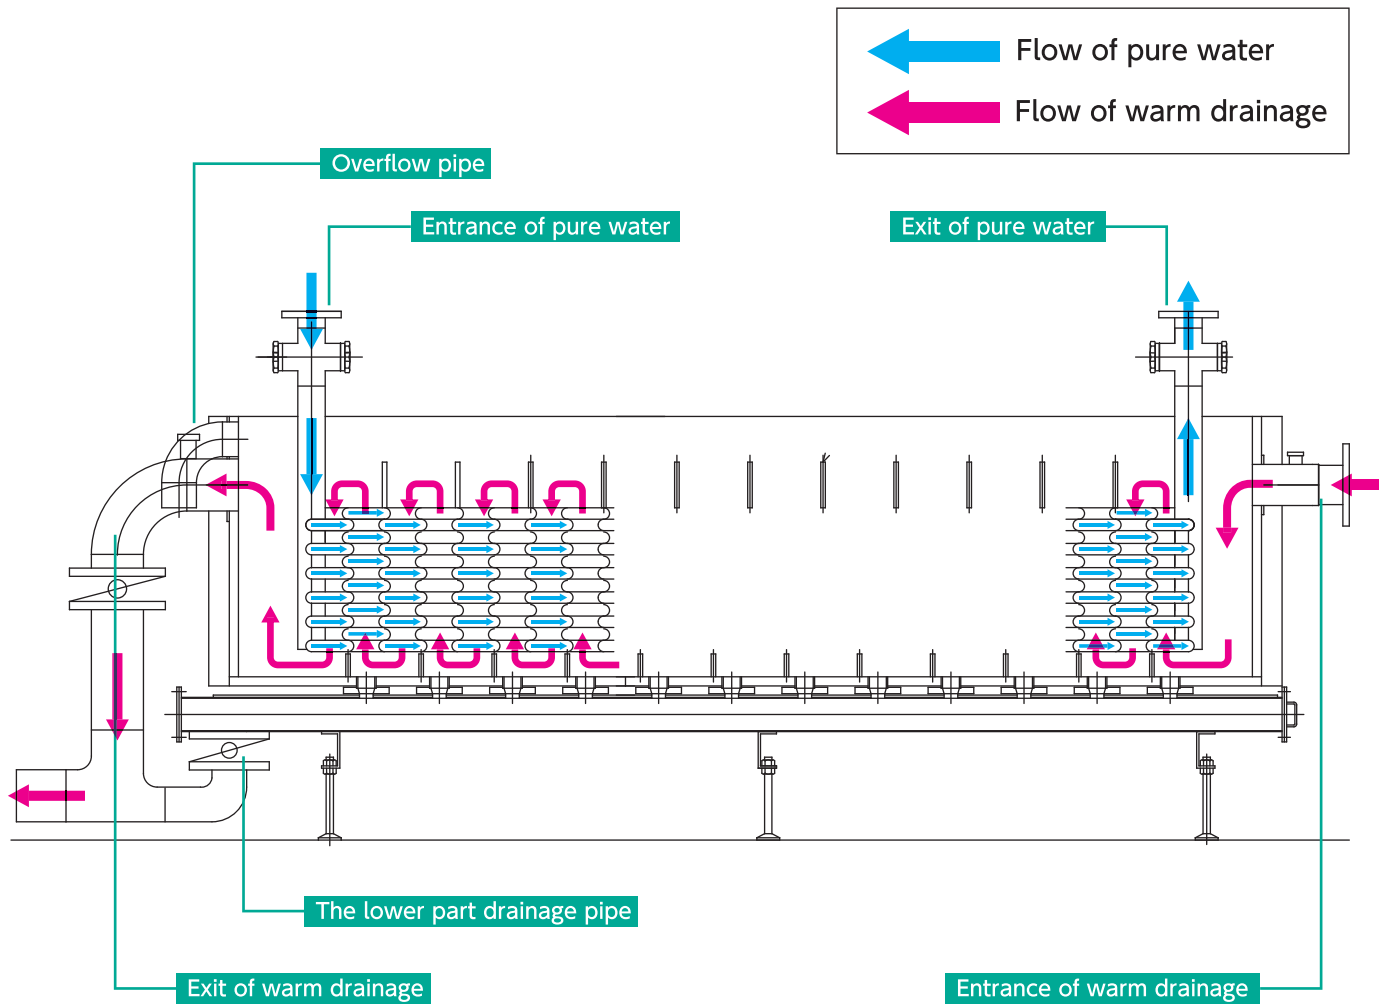 Flow of pure water
Flow of warm drainage
Overflow pipe
Entrance of pure water
Exit of pure water
The lower part drainage pipe
Exit of warm drainage
Entrance of warm drainage